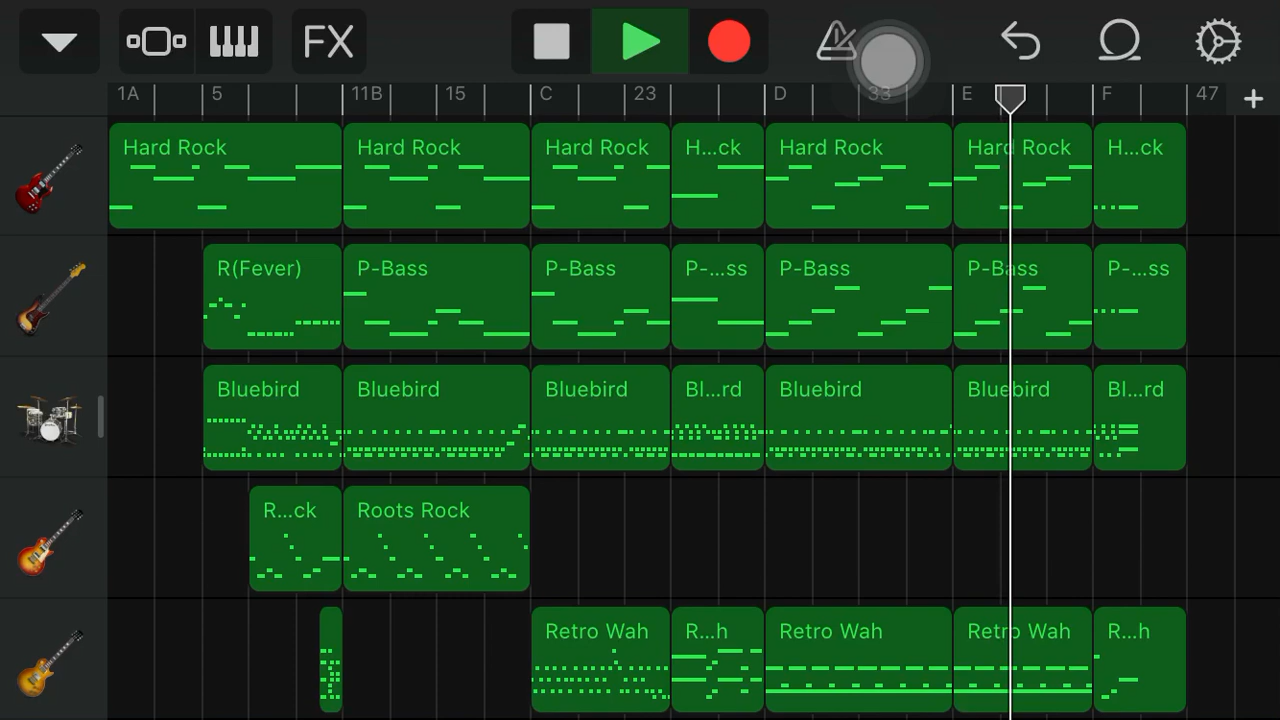 FX
1A 5 11B 15 C 23 D 33 E F 47 +
Hard Rock Hard Rock Hard Rock H...ck Hard Rock Hard Rock H...ck
R(Fever) P-Bass P-Bass P-...ss P-Bass P-Bass P-...ss
Bluebird Bluebird Bluebird Bl...rd Bluebird Bluebird Bl...rd
R...ck Roots Rock
Retro Wah R...h Retro Wah Retro Wah R...h